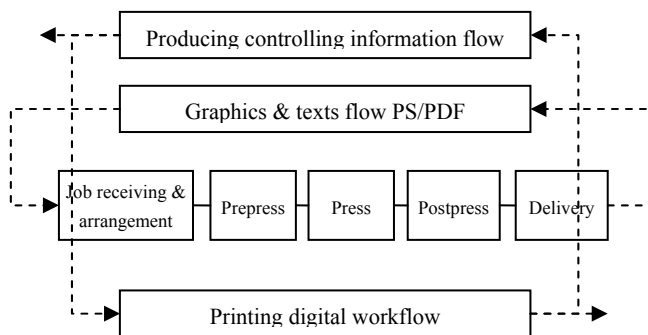 Producing controlling information flow
Graphics & texts flow PS/PDF
Job receiving &
arrangement
Prepress
Press
Postpress
Delivery
Printing digital workflow